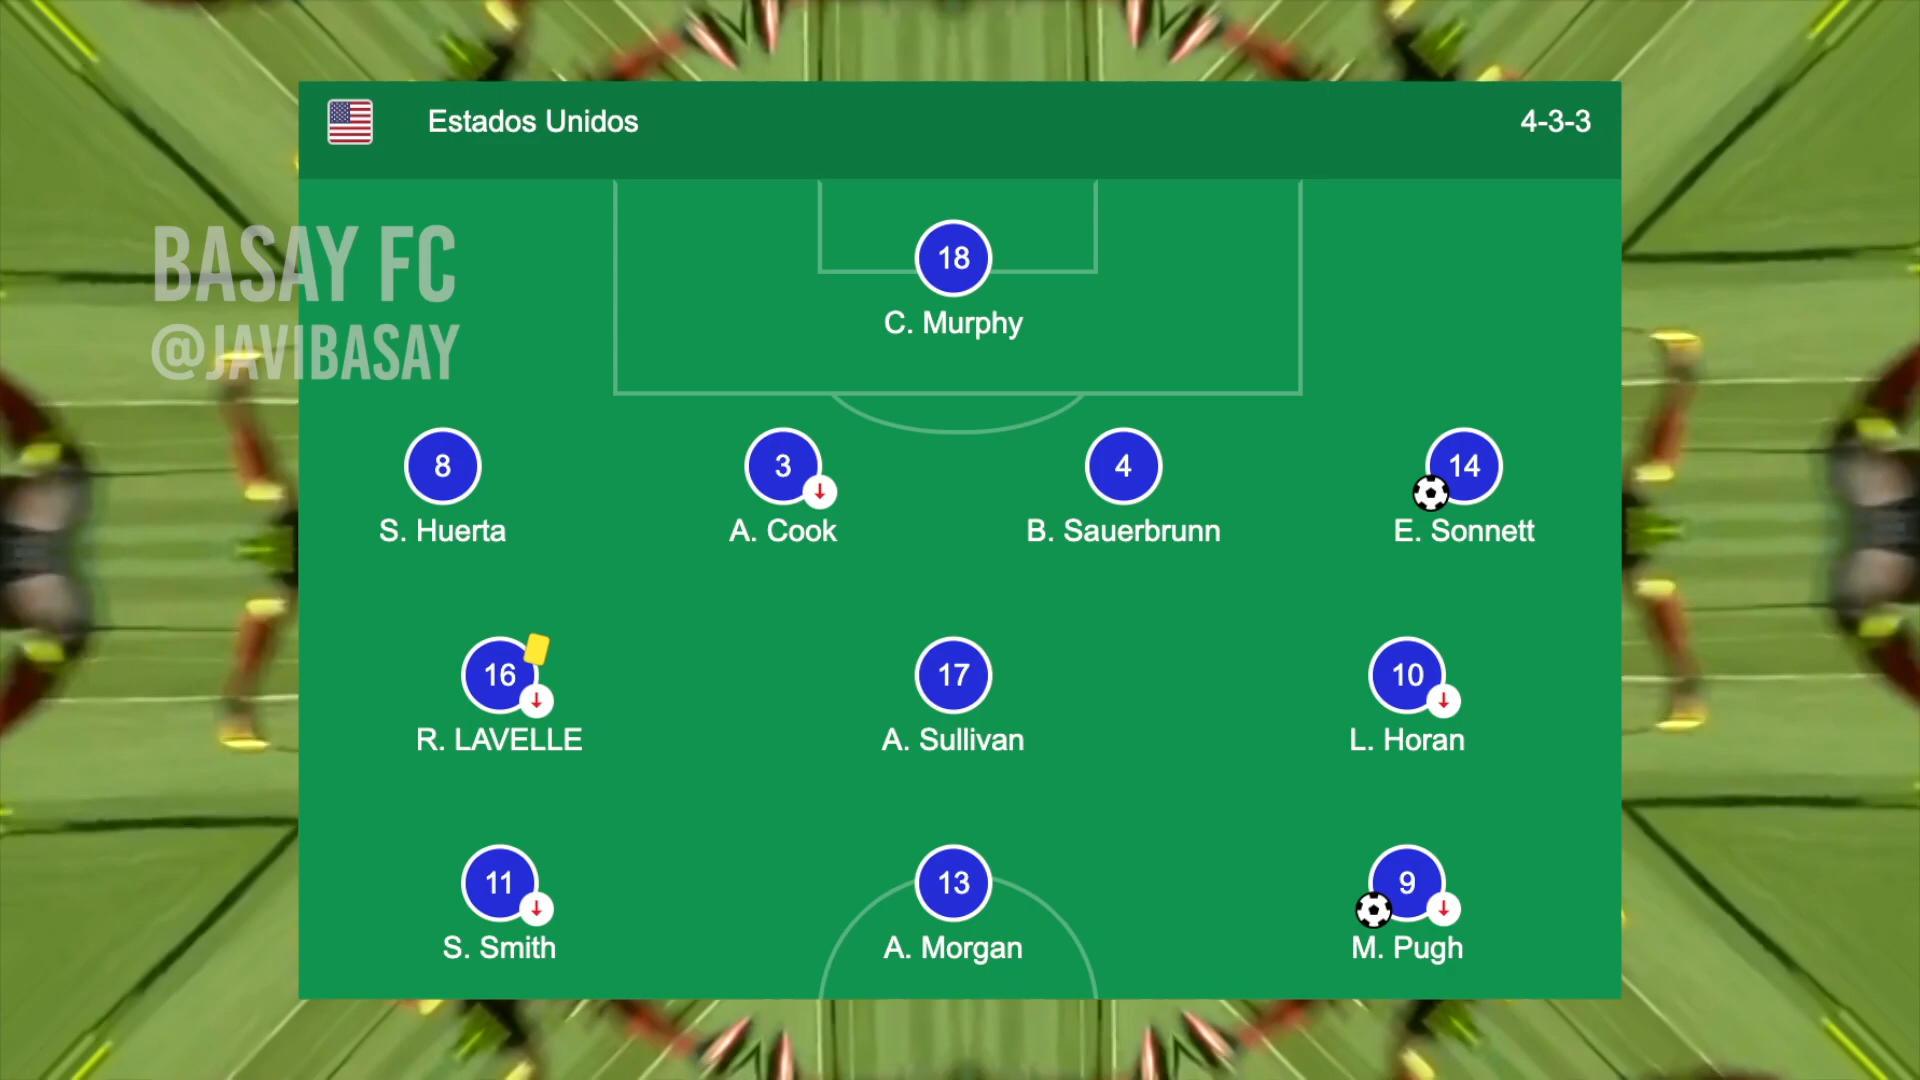 Estados Unidos
4-3-3
BASAY FC
@JAVIBASAY
18
C. Murphy
8
3
4
14
S. Huerta
A. Cook
B. Sauerbrunn
E. Sonnett
16
17
10
R. LAVELLE
A. Sullivan
L. Horan
11
13
9
S. Smith
A. Morgan
M. Pugh